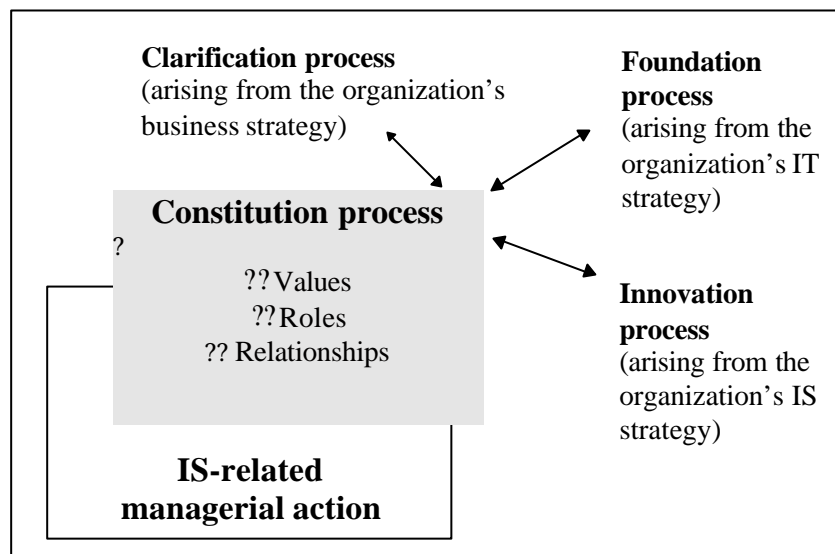 Clarification process
(arising from the organization’s
business strategy)
Foundation
process
(arising from the
organization’s IT
strategy)
Constitution process
?
??Values
??Roles
?? Relationships
Innovation
process
(arising from the
organization’s IS
strategy)
IS-related
managerial action